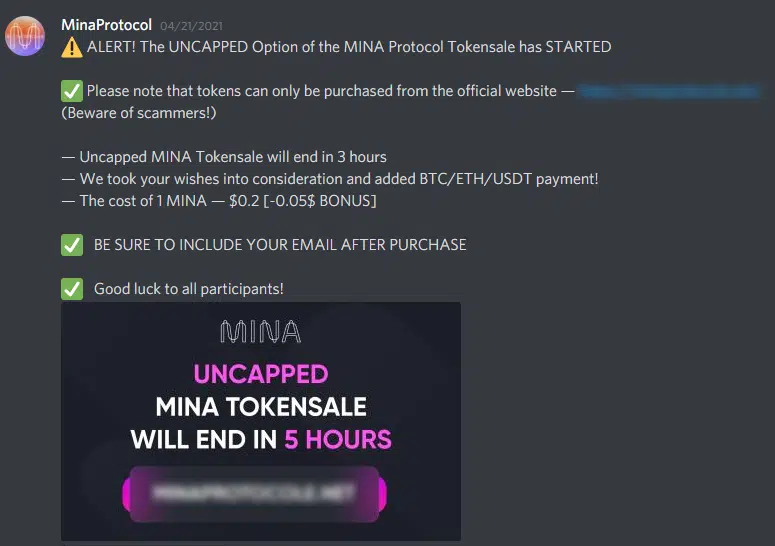 MinaProtocol 04/21/2021
⚠️ ALERT! The UNCAPPED Option of the MINA Protocol Tokensale has STARTED
✅ Please note that tokens can only be purchased from the official website —
(Beware of scammers!)
— Uncapped MINA Tokensale will end in 3 hours
— We took your wishes into consideration and added BTC/ETH/USDT payment!
— The cost of 1 MINA — $0.2 [-0.05$ BONUS]
✅ BE SURE TO INCLUDE YOUR EMAIL AFTER PURCHASE
✅ Good luck to all participants!
MINA
UNCAPPED
MINA TOKENSALE
WILL END IN 5 HOURS